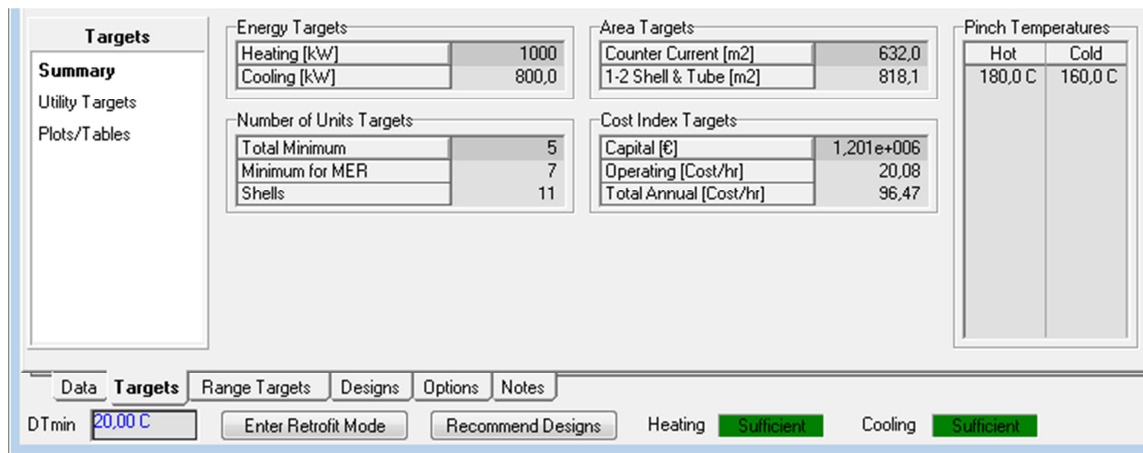 Targets
Summary
Utility Targets
Plots/Tables
Energy Targets
Heating [kW] 1000
Cooling [kW] 800,0
Area Targets
Counter Current [m2] 632,0
1-2 Shell & Tube [m2] 818,1
Pinch Temperatures
Hot Cold
180,0 C 160,0 C
Number of Units Targets
Total Minimum 5
Minimum for MER 7
Shells 11
Cost Index Targets
Capital [€] 1,201e+006
Operating [Cost/hr] 20,08
Total Annual [Cost/hr] 96,47
Data Targets Range Targets Designs Options Notes
DTmin 20,00 C Enter Retrofit Mode Recommend Designs Heating Sufficient Cooling Sufficient